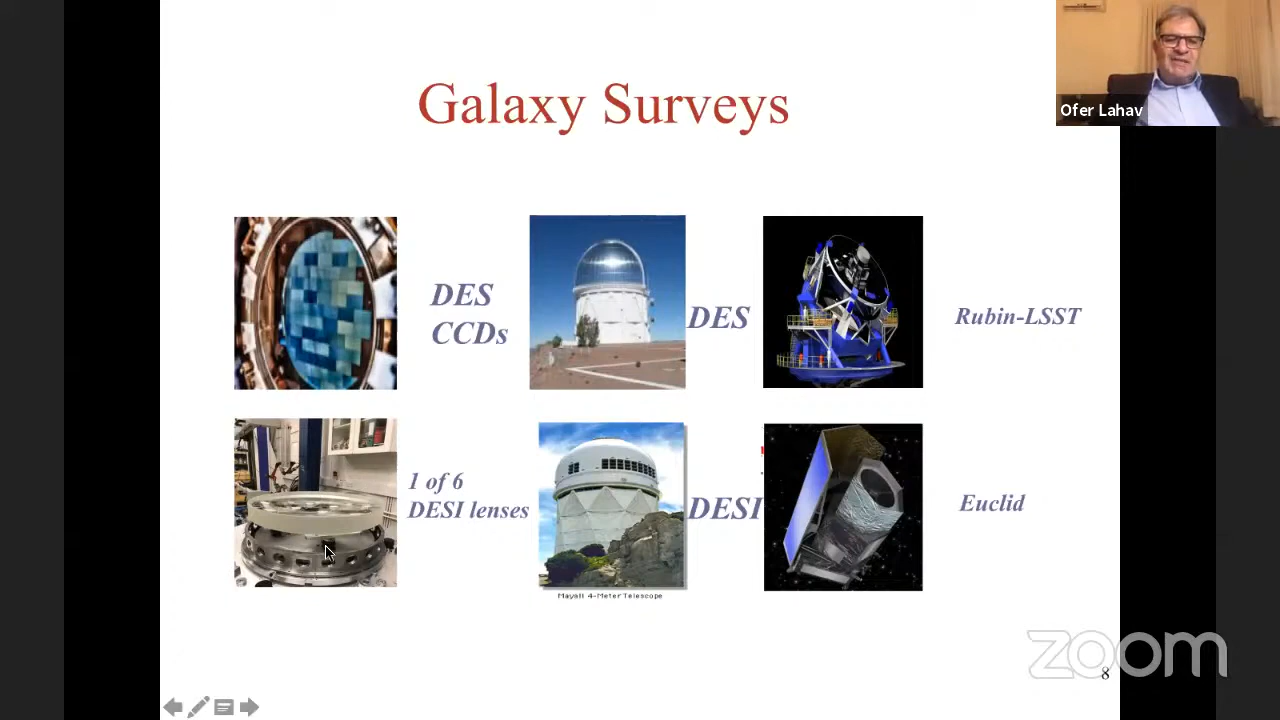 Galaxy Surveys
Ofer Lahav
DES
CCDs
DES
Rubin-LSST
1 of 6
DESI lenses
DESI
Euclid
Mayall 4-Meter Telescope
zoom
8